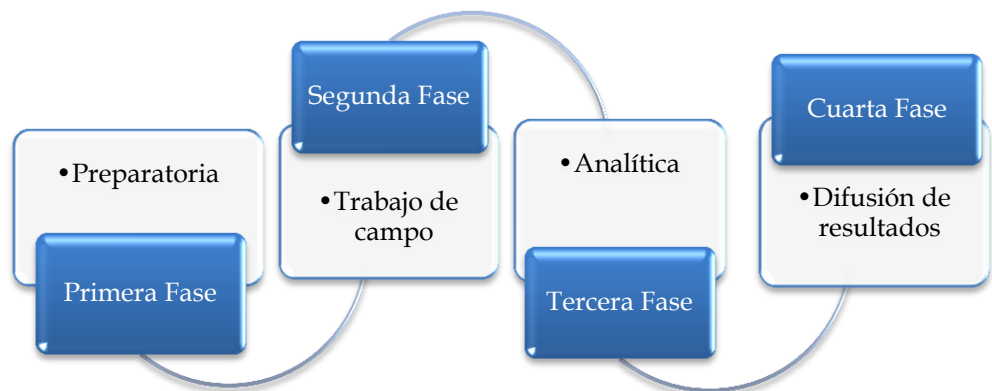 •Preparatoria
Primera Fase
Segunda Fase
•Trabajo de
campo
•Analítica
Tercera Fase
Cuarta Fase
•Difusión de
resultados